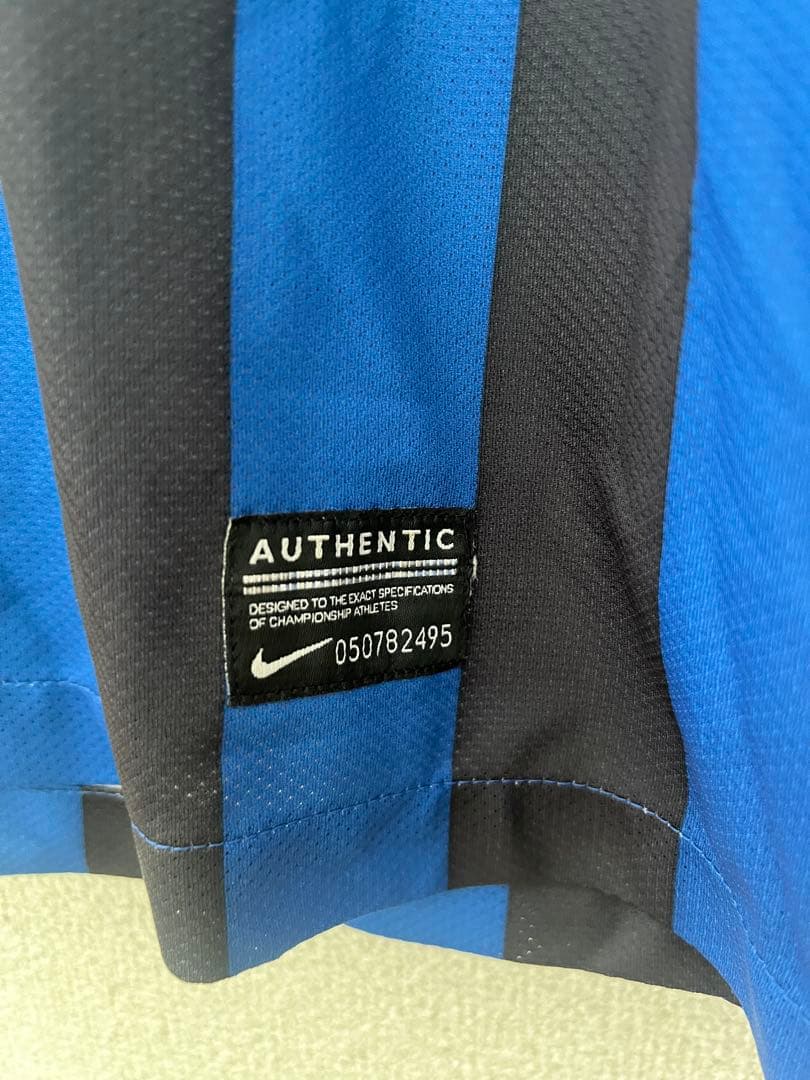 AUTHENTIC
DESIGNED TO THE EXACT SPECIFICATIONS
OF CHAMPIONSHIP ATHLETES
050782495